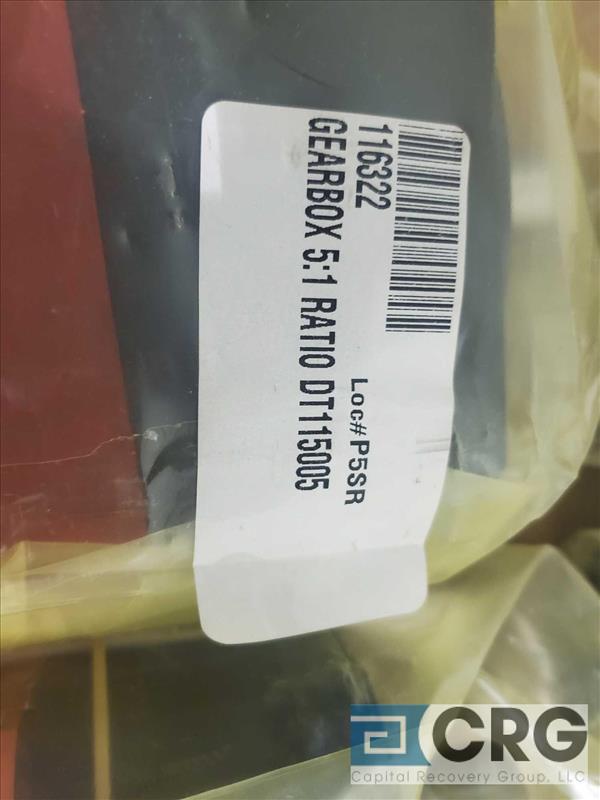 116322
GEARBOX 5:1 RATIO DT115005
Loc#P5SR
CRG
Capital Recovery Group, LLC